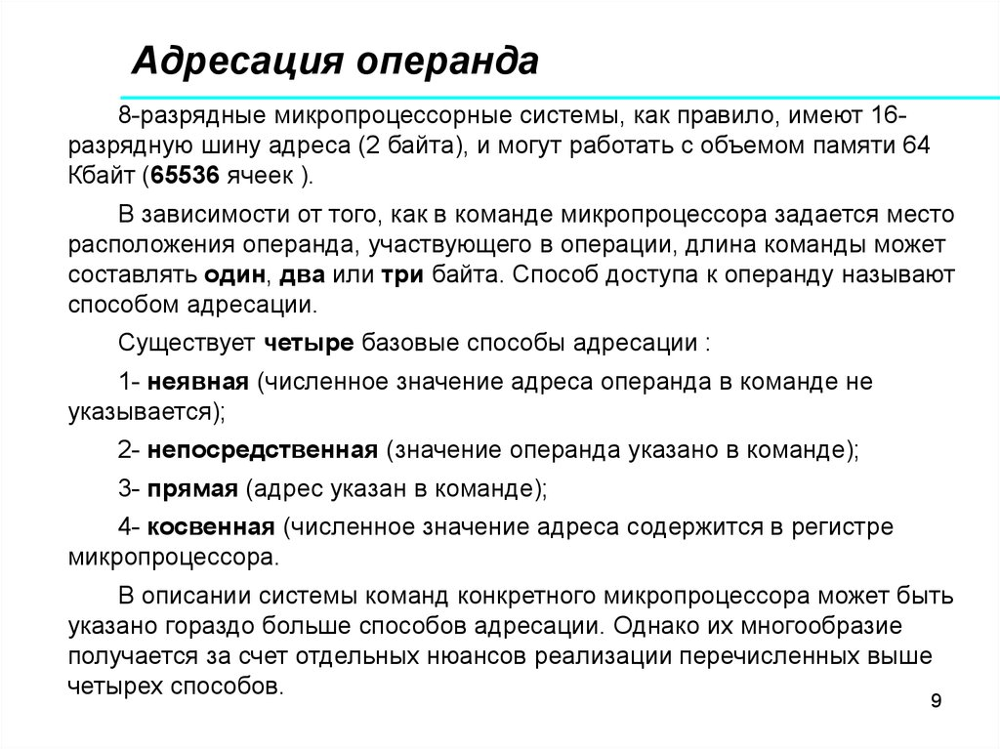 Адресация операнда
8-разрядные микропроцессорные системы, как правило, имеют 16-
разрядную шину адреса (2 байта), и могут работать с объемом памяти 64
Кбайт (65536 ячеек ).
В зависимости от того, как в команде микропроцессора задается место
расположения операнда, участвующего в операции, длина команды может
составлять один, два или три байта. Способ доступа к операнду называют
способом адресации.
Существует четыре базовые способы адресации :
1- неявная (численное значение адреса операнда в команде не
указывается);
2- непосредственная (значение операнда указано в команде);
3- прямая (адрес указан в команде);
4- косвенная (численное значение адреса содержится в регистре
микропроцессора.
В описании системы команд конкретного микропроцессора может быть
указано гораздо больше способов адресации. Однако их многообразие
получается за счет отдельных нюансов реализации перечисленных выше
четырех способов.
9